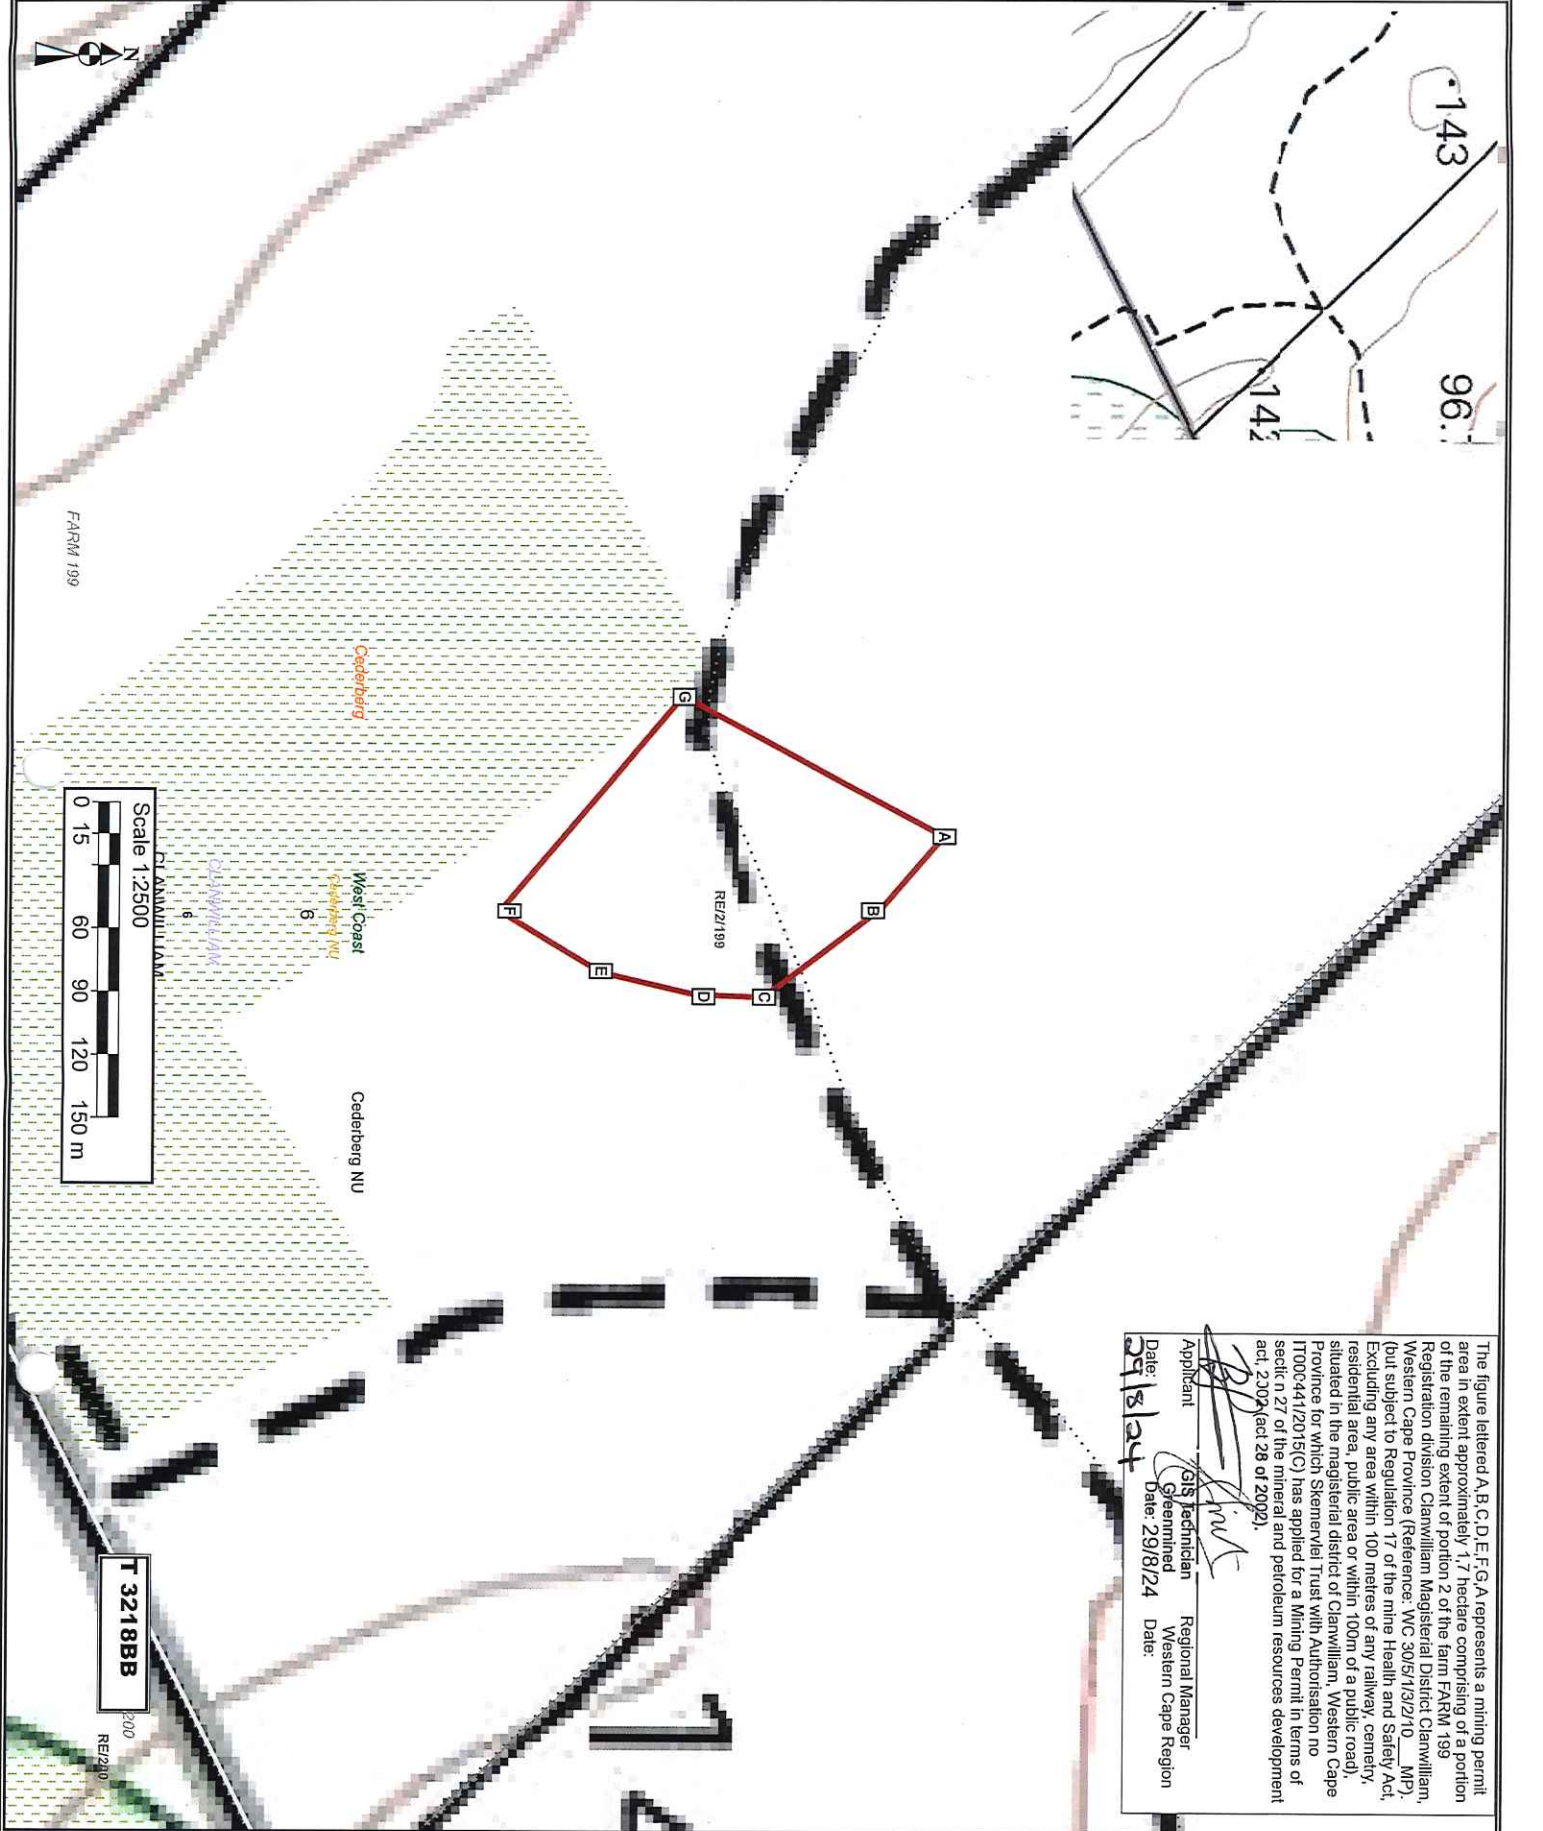 The figure lettered A,B,C,D,E,F,G,A represents a mining permit
area in extent approximately 1,7 hectare comprising of a portion
of the remaining extent of portion 2 of the farm FARM 199
Registration division Clanwilliam Magisterial District Clanwilliam,
Western Cape Province (Reference: WC 30/5/1/3/2/10___MP).
(but subject to Regulation 17 of the mine Health and Safety Act,
Excluding any area within 100 metres of any railway, cemetry,
residential area, public area or within 100m of a public road),
situated in the magisterial district of Clanwilliam, Western Cape
Province for which Skemervlei Trust with Authorisation no
IT000441/2015(C) has applied for a Mining Permit in terms of
section 27 of the mineral and petroleum resources development
act, 2002 (act 28 of 2002).
Applicant
GIS Technician
Greenmined
Regional Manager
Western Cape Region
Date:
29/8/24
Date: 29/8/24
Date:
143
96.
142
A
B
C
D
E
F
G
RE/2/199
Cederberg
West Coast
Cederberg NU
6
CLANWILLIAM
6
CLANWILLIAM
Cederberg NU
FARM 199
Scale 1:2500
0 15 60 90 120 150 m
N
1
T 3218BB
200
RE/230